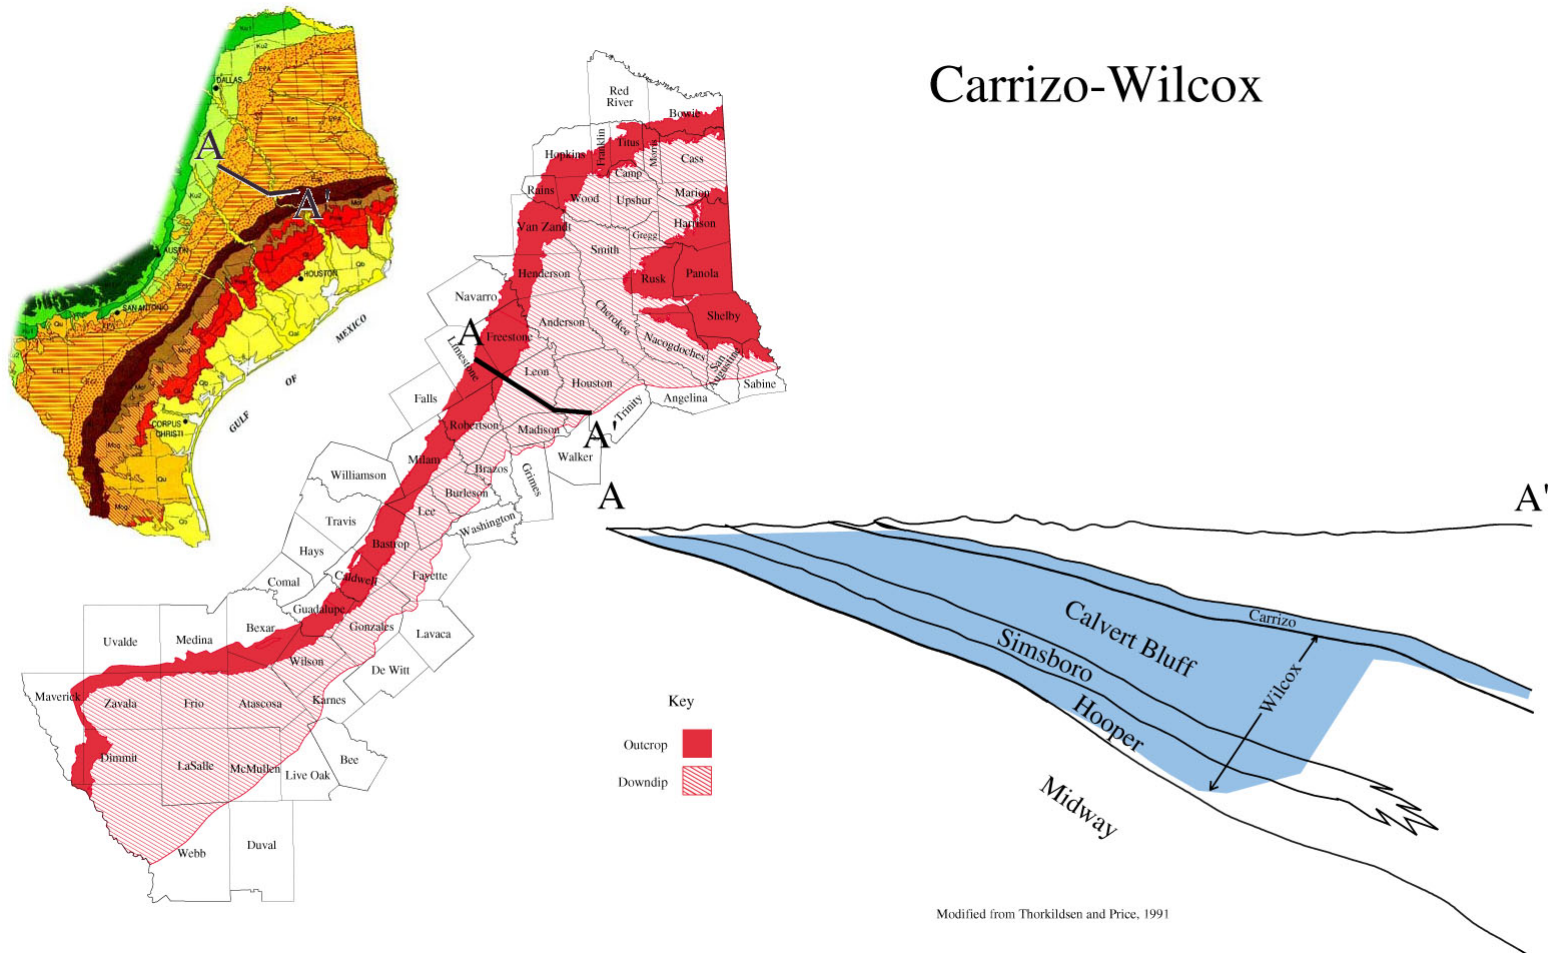 Carrizo-Wilcox
DALLAS
A
A'
AUSTIN
SAN ANTONIO
HOUSTON
CORPUS
CHRISTI
GULF
OF
MEXICO
Ku2
Ku2
Qu
Qu
Red
River
Bowie
Franklin
Titus
Morris
Hopkins
Cass
Camp
Rains
Wood
Upshur
Marion
Van Zandt
Harrison
Gregg
Smith
Henderson
Rusk
Panola
Navarro
Anderson
Cherokee
Shelby
A
Freestone
Limestone
Nacogdoches
San
Augustine
Leon
Houston
Sabine
Falls
Trinity
Angelina
Robertson
Madison
A'
Walker
Milam
Brazos
Grimes
Williamson
Burleson
Lee
Washington
Travis
Bastrop
Hays
Caldwell
Fayette
Comal
Guadalupe
Bexar
Gonzales
Lavaca
Uvalde
Medina
Wilson
De Witt
Maverick
Zavala
Frio
Atascosa
Karnes
Dimmit
LaSalle
McMullen
Live Oak
Bee
Webb
Duval
Key
Outcrop
Downdip
A
A'
Carrizo
Calvert Bluff
Simsboro
Wilcox
Hooper
Midway
Modified from Thorkildsen and Price, 1991